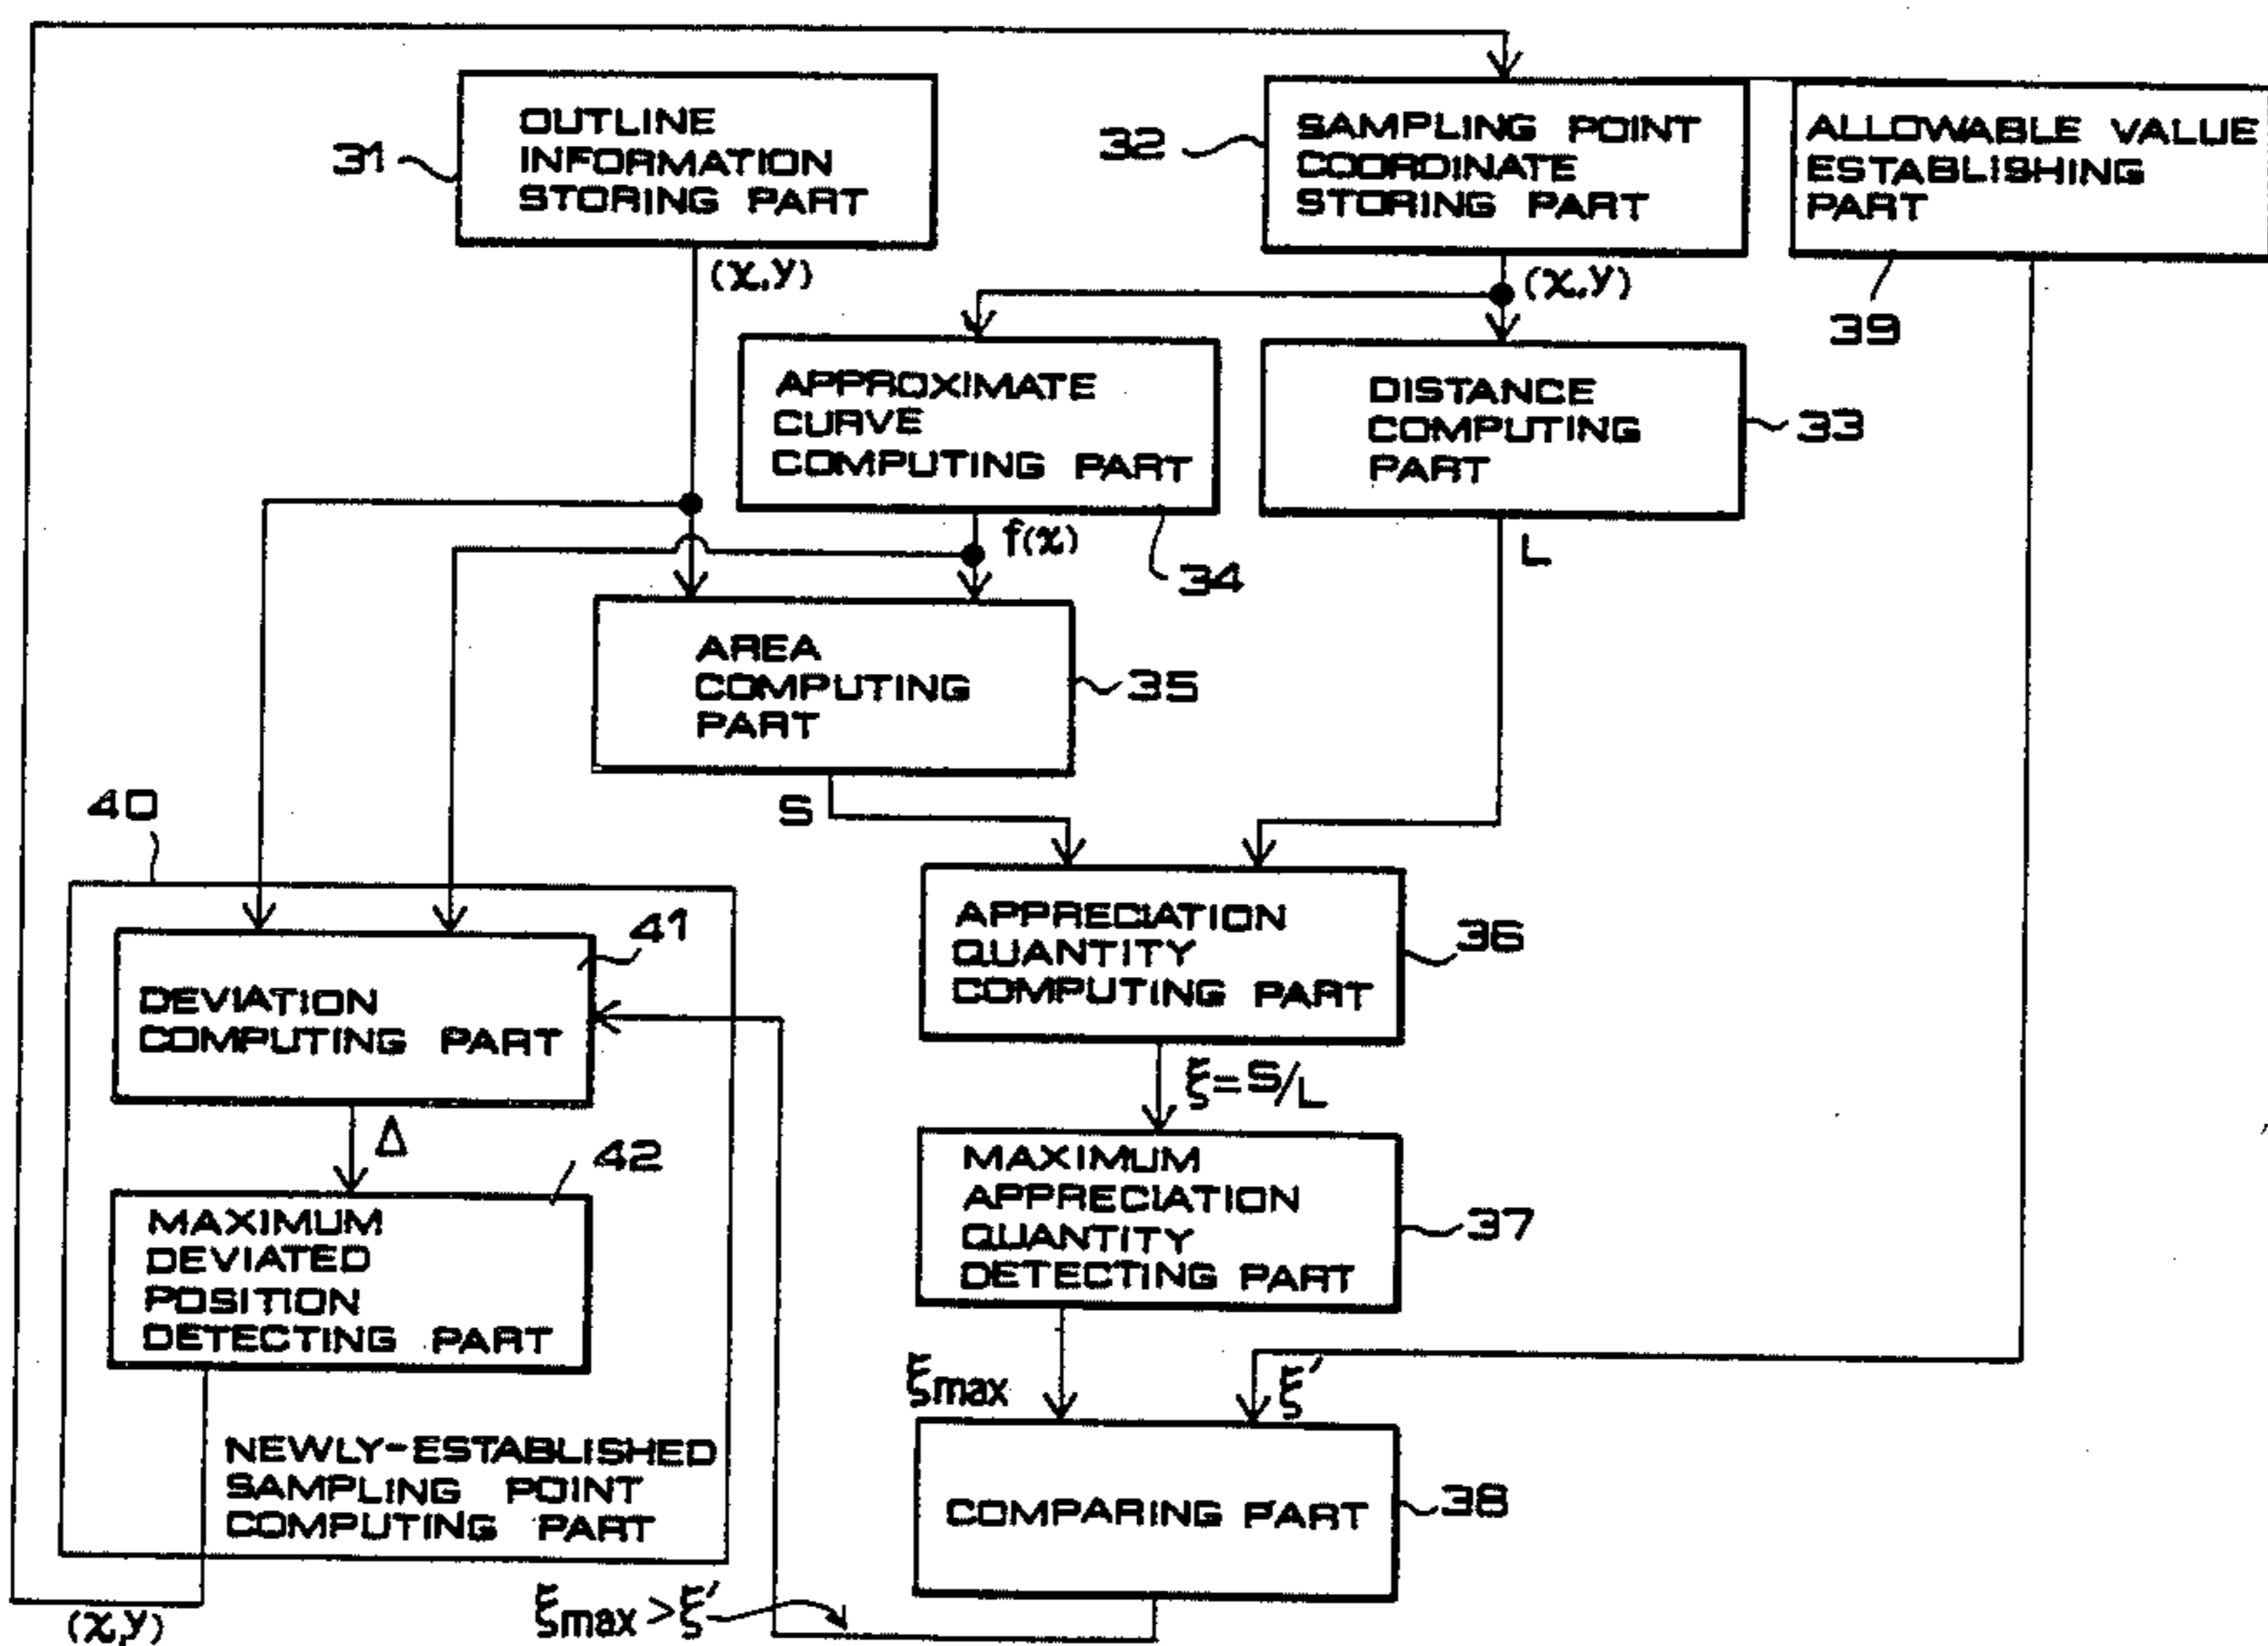 OUTLINE
INFORMATION
STORING PART
31
SAMPLING POINT
COORDINATE
STORING PART
32
ALLOWABLE VALUE
ESTABLISHING
PART
39
(x,y)
(x,y)
APPROXIMATE
CURVE
COMPUTING PART
34
DISTANCE
COMPUTING
PART
33
f(x)
L
AREA
COMPUTING
PART
35
S
40
APPRECIATION
QUANTITY
COMPUTING PART
36
41
DEVIATION
COMPUTING PART
ξ=S/L
Δ
42
MAXIMUM
APPRECIATION
QUANTITY
DETECTING PART
37
MAXIMUM
DEVIATED
POSITION
DETECTING PART
ξmax
ξ′
NEWLY-ESTABLISHED
SAMPLING POINT
COMPUTING PART
COMPARING PART
38
ξmax>ξ′
(x,y)